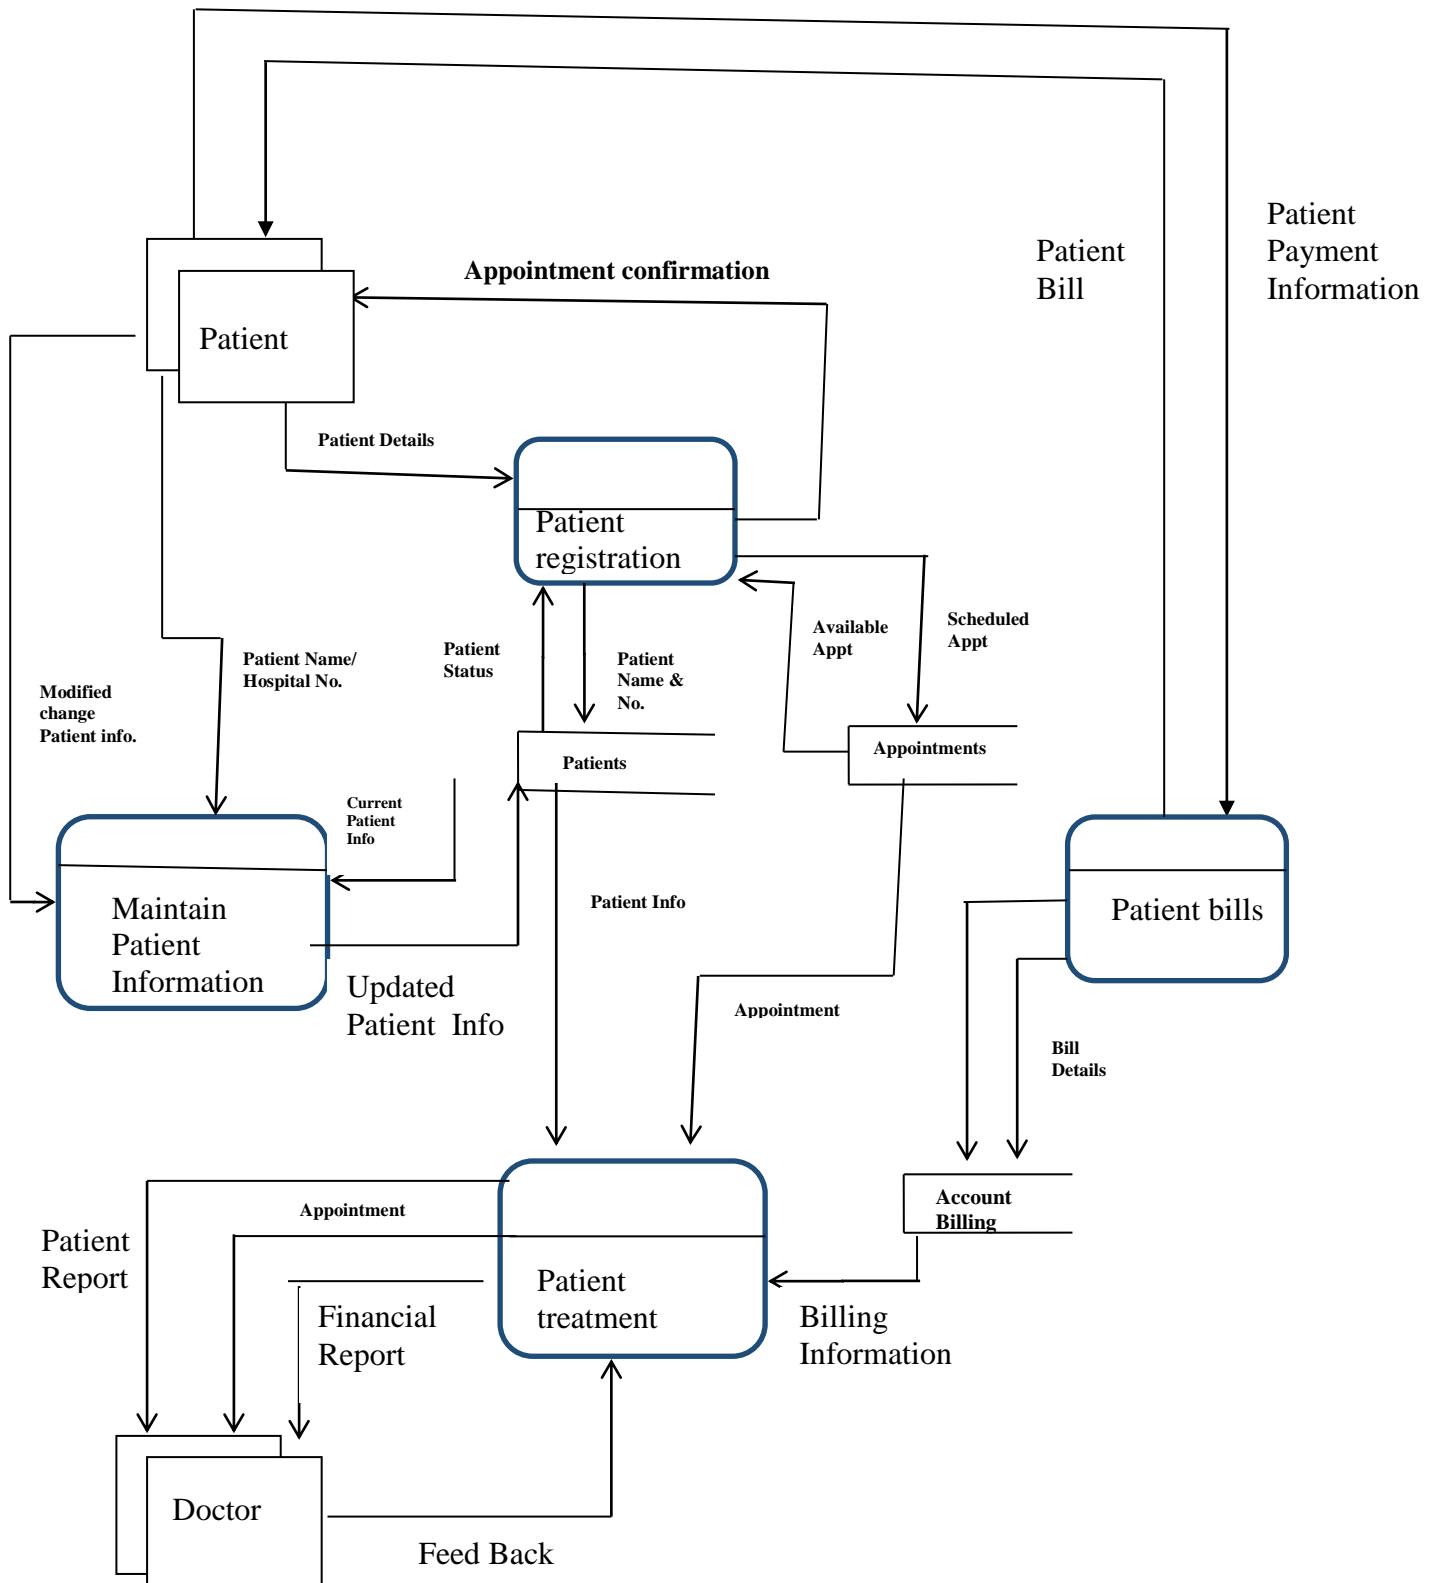 Patient
Payment
Information
Patient
Bill
Appointment confirmation
Patient
Patient Details
Patient
registration
Available
Appt
Scheduled
Appt
Patient
Status
Patient
Name &
No.
Patient Name/
Hospital No.
Modified
change
Patient info.
Patients
Appointments
Current
Patient
Info
Maintain
Patient
Information
Patient Info
Patient bills
Updated
Patient Info
Appointment
Bill
Details
Account
Billing
Appointment
Patient
Report
Patient
treatment
Financial
Report
Billing
Information
Doctor
Feed Back